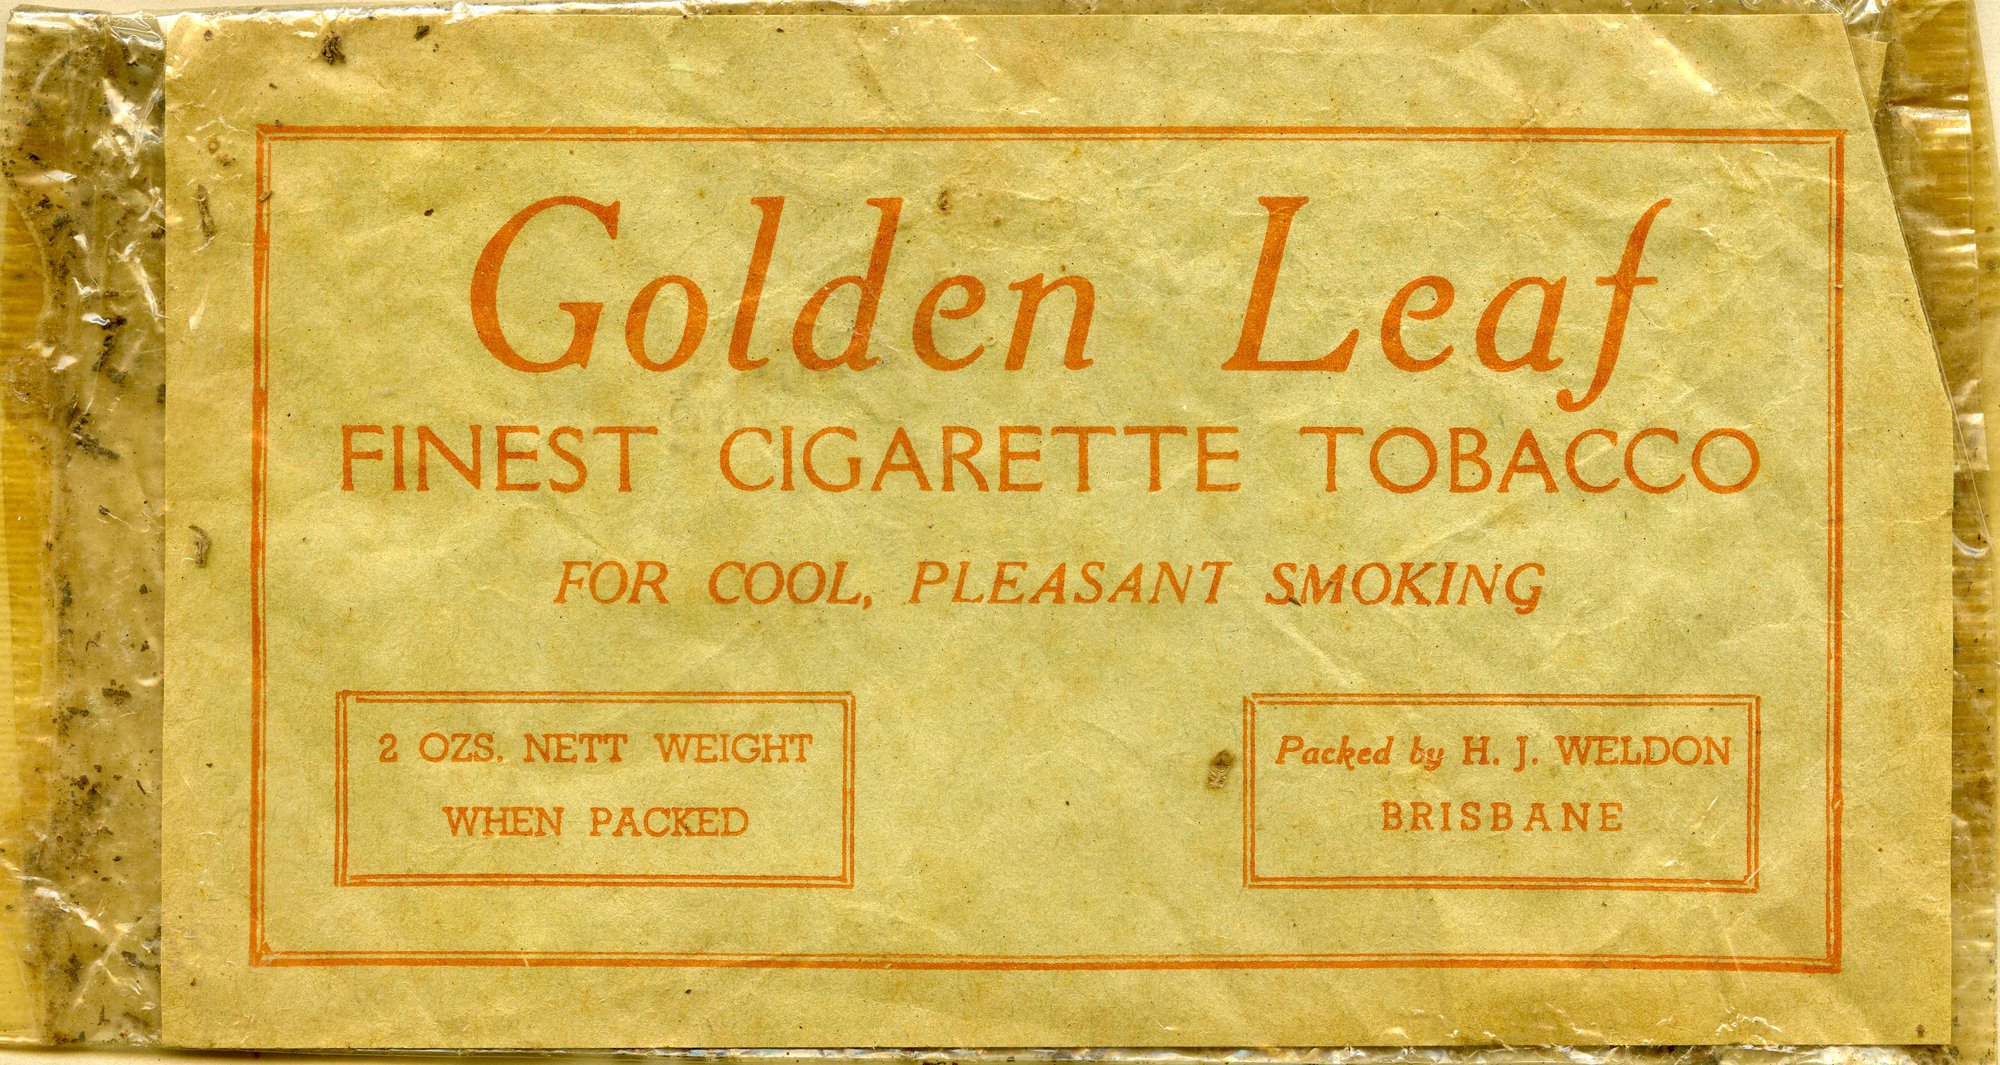 Golden Leaf
FINEST CIGARETTE TOBACCO
FOR COOL, PLEASANT SMOKING
2 OZS. NETT WEIGHT
WHEN PACKED
Packed by H. J. WELDON
BRISBANE